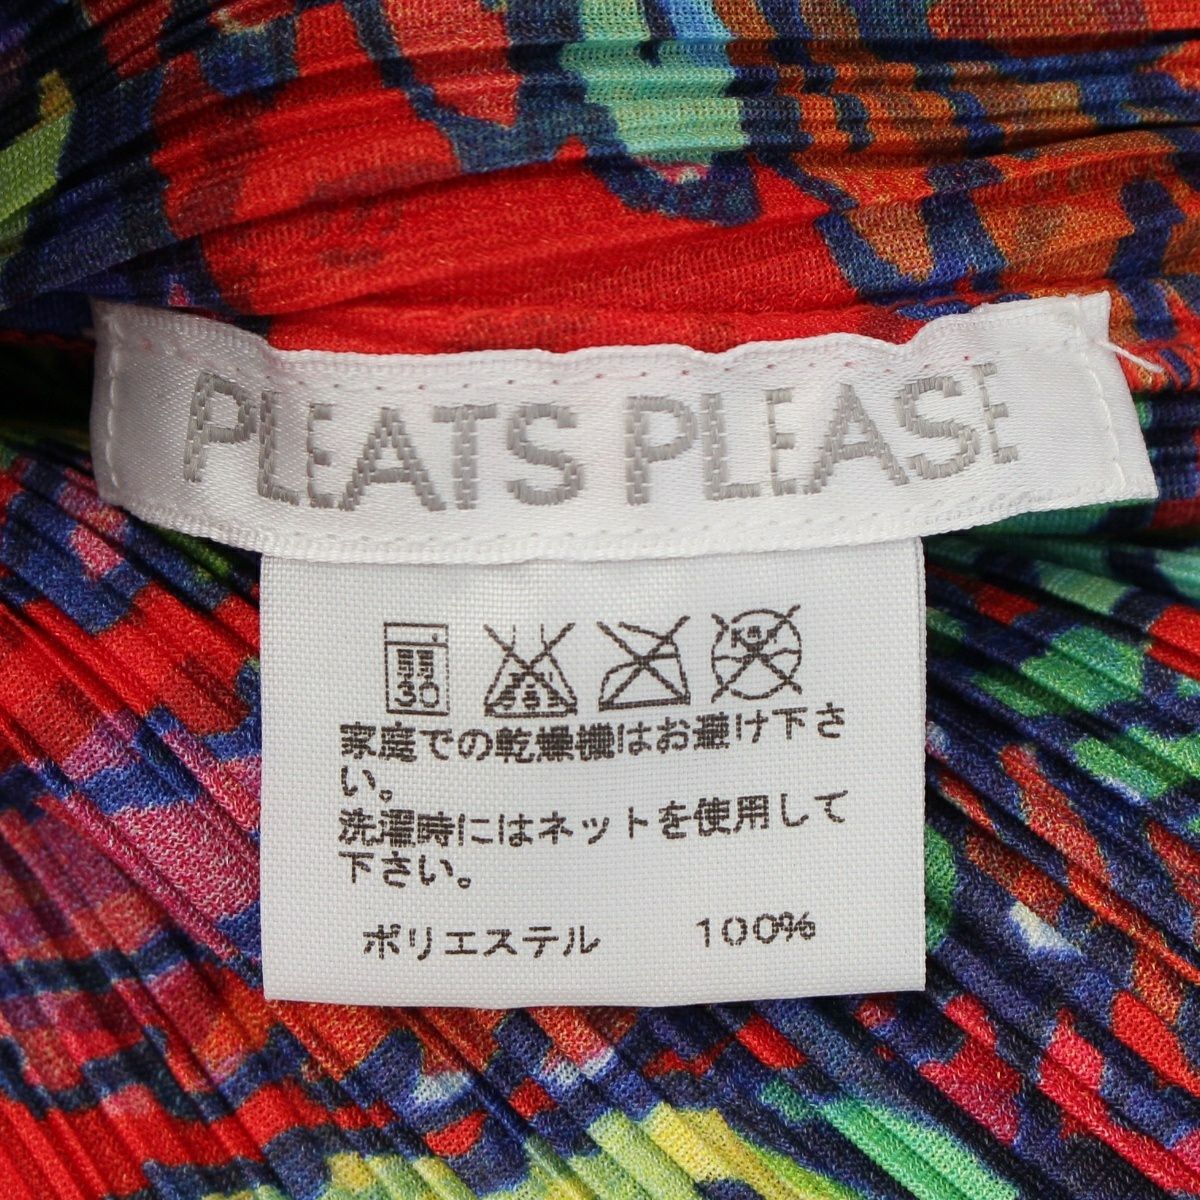 PLEATS PLEASE
30
家庭での乾燥機はお避け下さ
い。
洗濯時にはネットを使用して
下さい。
ポリエステル 100%